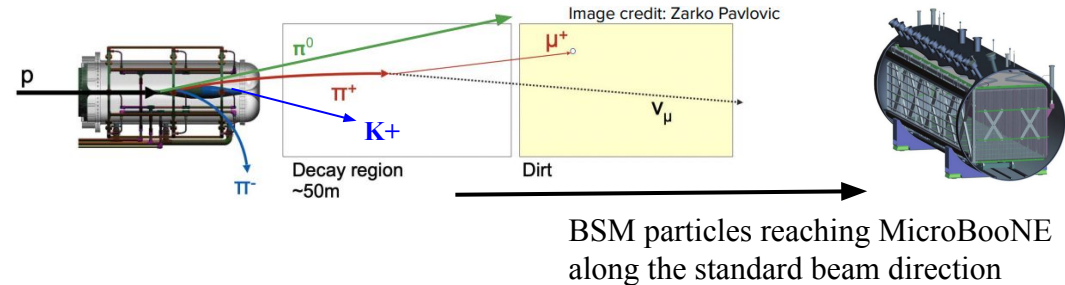 Image credit: Zarko Pavlovic
p
π⁰
π⁺
K+
π⁻
μ⁺
ν_μ
Decay region
~50m
Dirt
BSM particles reaching MicroBooNE
along the standard beam direction